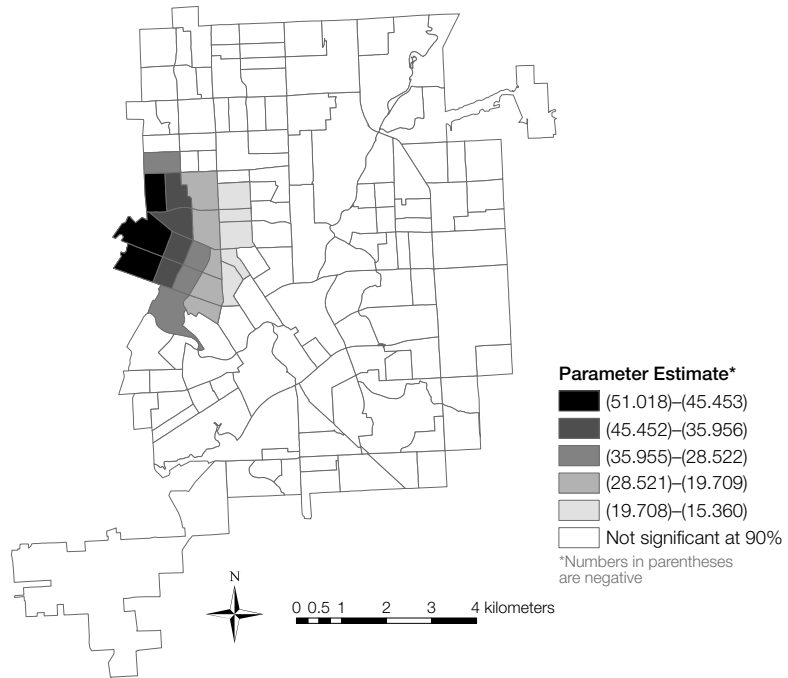 Parameter Estimate*
(51.018)–(45.453)
(45.452)–(35.956)
(35.955)–(28.522)
(28.521)–(19.709)
(19.708)–(15.360)
Not significant at 90%
*Numbers in parentheses
are negative
N
0 0.5 1 2 3 4 kilometers